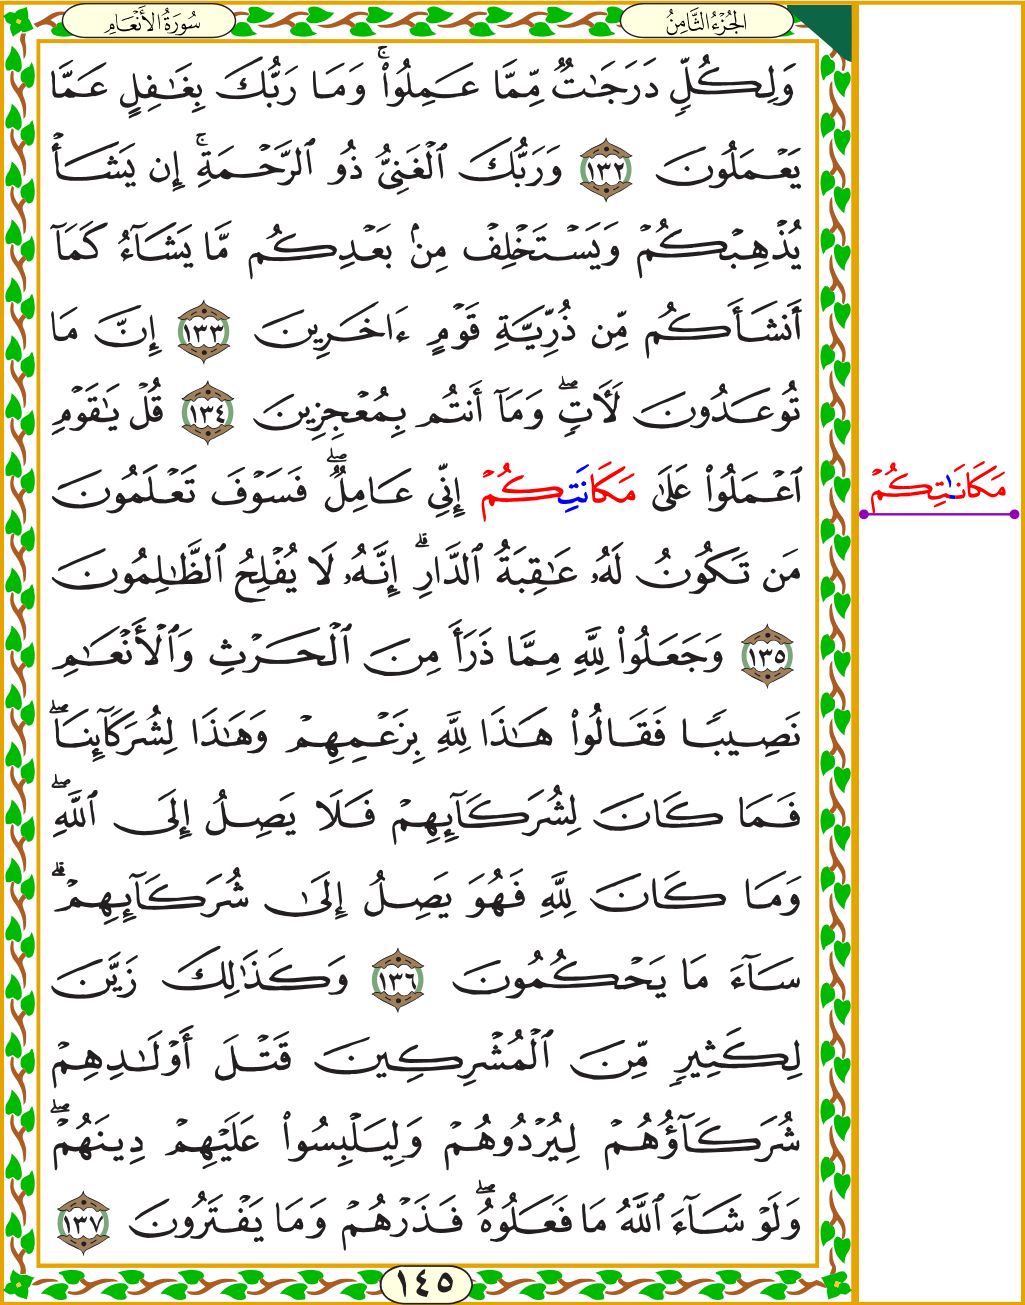 الجُزْءُ الثَّامِنُ
سُورَةُ الأَنْعَامِ
وَلِكُلٍّ دَرَجَٰتٌ مِّمَّا عَمِلُواْۚ وَمَا رَبُّكَ بِغَٰفِلٍ عَمَّا
يَعْمَلُونَ ١٣٢ وَرَبُّكَ ٱلْغَنِيُّ ذُو ٱلرَّحْمَةِۚ إِن يَشَأْ
يُذْهِبْكُمْ وَيَسْتَخْلِفْ مِنۢ بَعْدِكُم مَّا يَشَآءُ كَمَآ
أَنشَأَكُم مِّن ذُرِّيَّةِ قَوْمٍ ءَاخَرِينَ ١٣٣ إِنَّ مَا
تُوعَدُونَ لَأٓتٍۖ وَمَآ أَنتُم بِمُعْجِزِينَ ١٣٤ قُلْ يَٰقَوْمِ
ٱعْمَلُواْ عَلَىٰ مَكَانَتِكُمْ إِنِّي عَامِلٌۖ فَسَوْفَ تَعْلَمُونَ
مَكَانَٰتِكُمْ
مَن تَكُونُ لَهُۥ عَٰقِبَةُ ٱلدَّارِۗ إِنَّهُۥ لَا يُفْلِحُ ٱلظَّٰلِمُونَ
١٣٥ وَجَعَلُواْ لِلَّهِ مِمَّا ذَرَأَ مِنَ ٱلْحَرْثِ وَٱلْأَنْعَٰمِ
نَصِيبًا فَقَالُواْ هَٰذَا لِلَّهِ بِزَعْمِهِمْ وَهَٰذَا لِشُرَكَآئِنَاۖ
فَمَا كَانَ لِشُرَكَآئِهِمْ فَلَا يَصِلُ إِلَى ٱللَّهِۖ
وَمَا كَانَ لِلَّهِ فَهُوَ يَصِلُ إِلَىٰ شُرَكَآئِهِمْۗ
سَآءَ مَا يَحْكُمُونَ ١٣٦ وَكَذَٰلِكَ زَيَّنَ
لِكَثِيرٍ مِّنَ ٱلْمُشْرِكِينَ قَتْلَ أَوْلَٰدِهِمْ
شُرَكَآؤُهُمْ لِيُرْدُوهُمْ وَلِيَلْبِسُواْ عَلَيْهِمْ دِينَهُمْۖ
وَلَوْ شَآءَ ٱللَّهُ مَا فَعَلُوهُۖ فَذَرْهُمْ وَمَا يَفْتَرُونَ ١٣٧
١٤٥